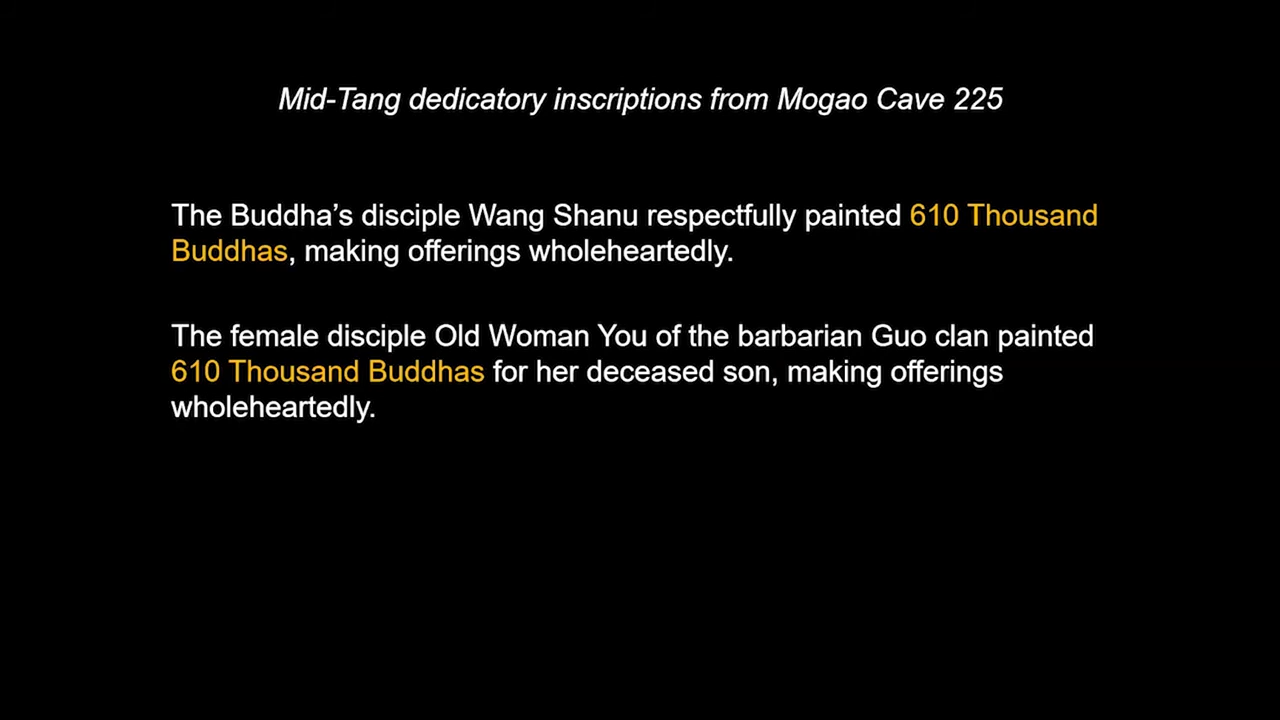 Mid-Tang dedicatory inscriptions from Mogao Cave 225
The Buddha’s disciple Wang Shanu respectfully painted 610 Thousand
Buddhas, making offerings wholeheartedly.
The female disciple Old Woman You of the barbarian Guo clan painted
610 Thousand Buddhas for her deceased son, making offerings
wholeheartedly.